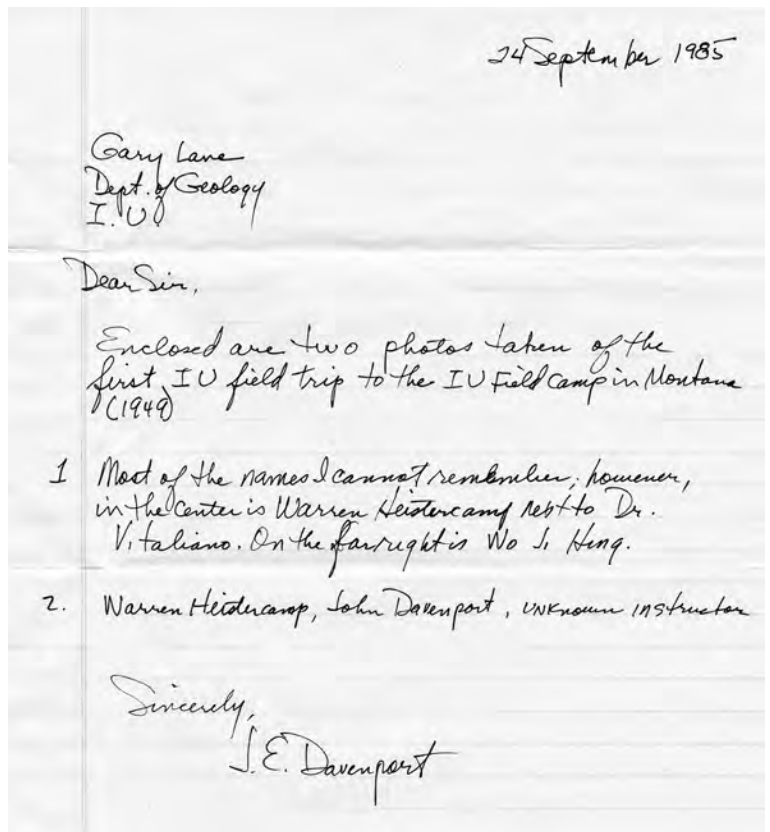 24 September 1985
Gary Lane
Dept. of Geology
I.U.
Dear Sir,
Enclosed are two photos taken of the
first IU field trip to the IU Field camp in Montana
(1949)
1 Most of the names I cannot remember; however,
in the center is Warren Heistercamp next to Dr.
Vitaliano. On the far right is Wo Ji Heng.
2. Warren Heistercamp, John Davenport, unknown instructor
Sincerely,
J.E. Davenport